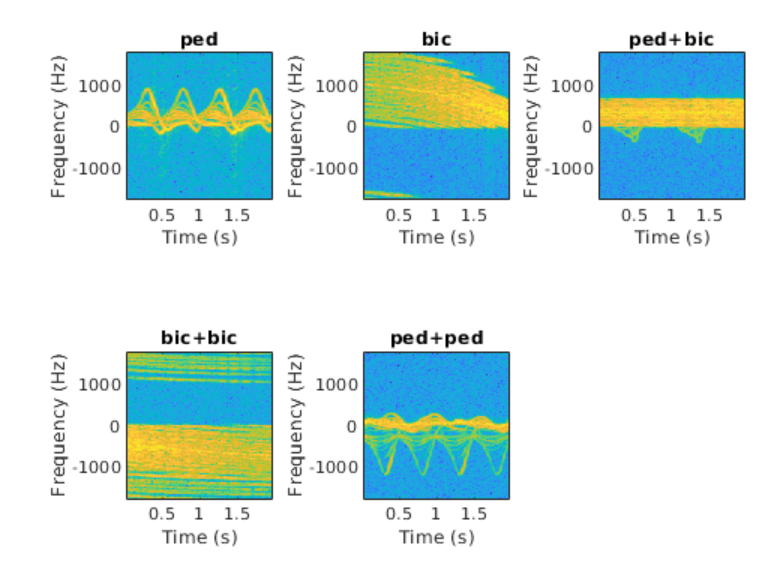 ped
bic
ped+bic
Frequency (Hz)
1000
0
-1000
0.5 1 1.5
Time (s)
Frequency (Hz)
1000
0
-1000
0.5 1 1.5
Time (s)
Frequency (Hz)
1000
0
-1000
0.5 1 1.5
Time (s)
bic+bic
ped+ped
Frequency (Hz)
1000
0
-1000
0.5 1 1.5
Time (s)
Frequency (Hz)
1000
0
-1000
0.5 1 1.5
Time (s)